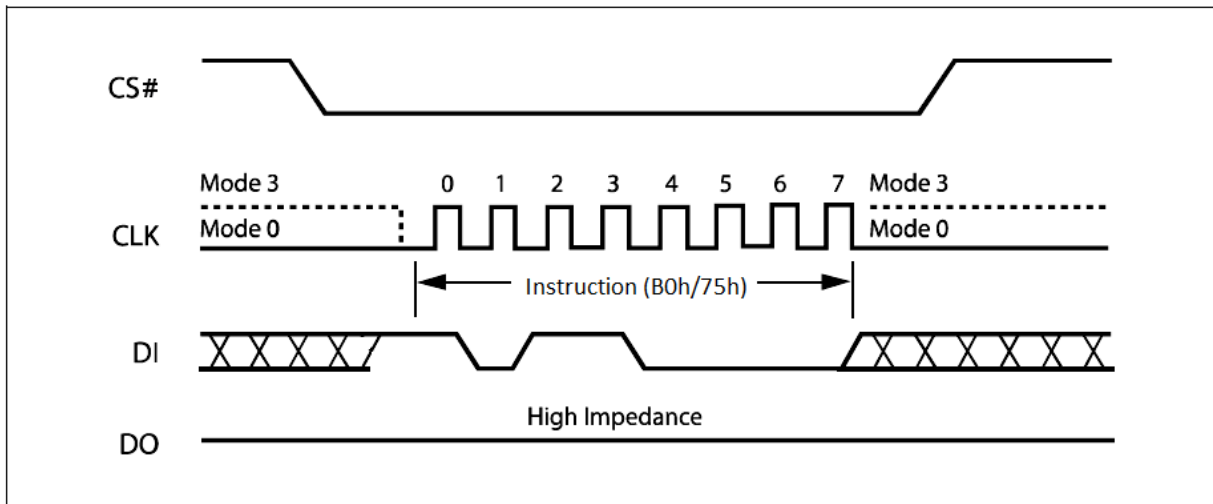 CS#
Mode 3 0 1 2 3 4 5 6 7 Mode 3
CLK Mode 0 Mode 0
Instruction (B0h/75h)
DI
High Impedance
DO